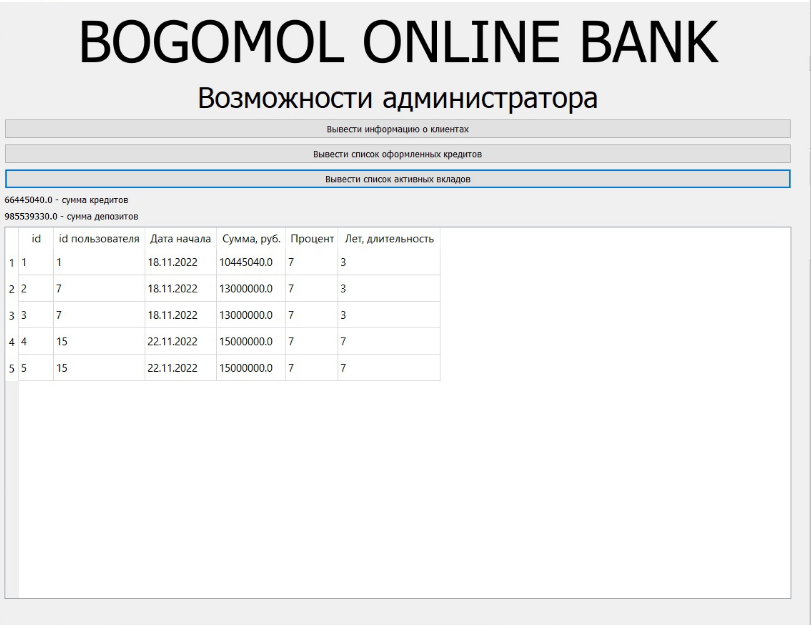 BOGOMOL ONLINE BANK
Возможности администратора
Вывести информацию о клиентах
Вывести список оформленных кредитов
Вывести список активных вкладов
66445040.0 - сумма кредитов
985539330.0 - сумма депозитов
id id пользователя Дата начала Сумма, руб. Процент Лет, длительность
1 1 1 18.11.2022 10445040.0 7 3
2 2 7 18.11.2022 13000000.0 7 3
3 3 7 18.11.2022 13000000.0 7 3
4 4 15 22.11.2022 15000000.0 7 7
5 5 15 22.11.2022 15000000.0 7 7